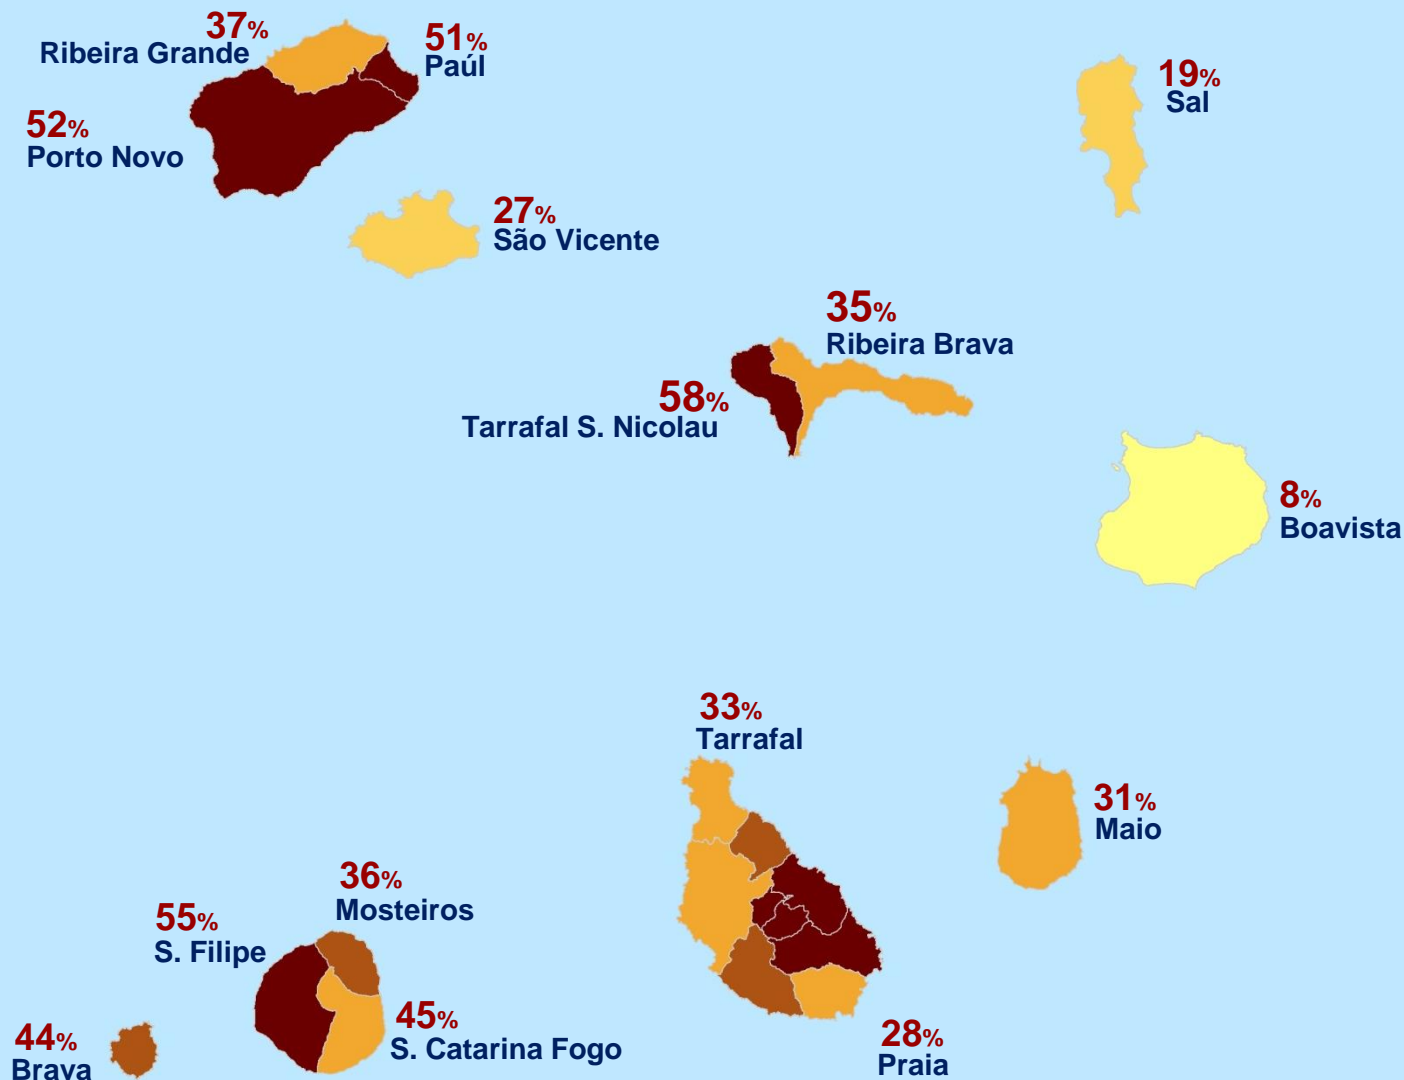 37%
Ribeira Grande
51%
Paúl
19%
Sal
52%
Porto Novo
27%
São Vicente
35%
Ribeira Brava
58%
Tarrafal S. Nicolau
8%
Boavista
33%
Tarrafal
31%
Maio
36%
Mosteiros
55%
S. Filipe
45%
S. Catarina Fogo
44%
Brava
28%
Praia